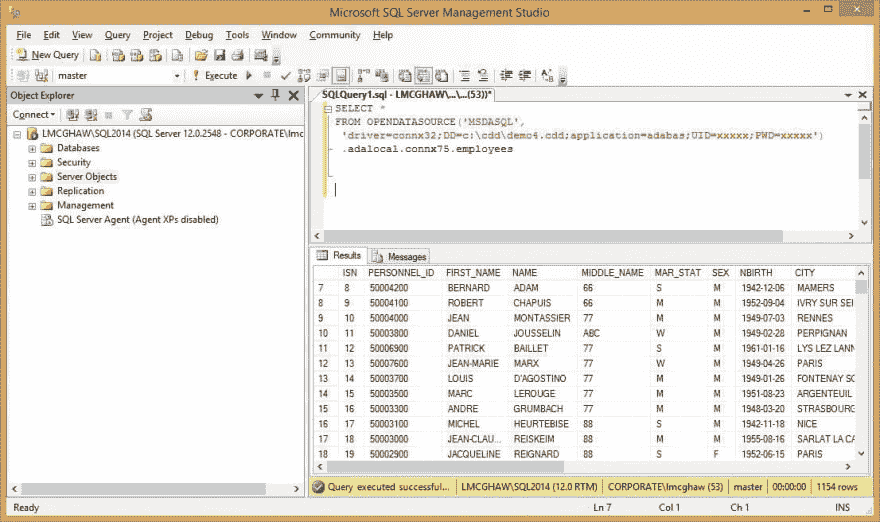 Microsoft SQL Server Management Studio
File Edit View Query Project Debug Tools Window Community Help
New Query
master Execute
Object Explorer
Connect
LMCGHAW\SQL2014 (SQL Server 12.0.2548 - CORPORATE\lmc
Databases
Security
Server Objects
Replication
Management
SQL Server Agent (Agent XPs disabled)
SQLQuery1.sql - LMCGHAW\...\...(53))*
SELECT *
FROM OPENDATASOURCE('MSDASQL',
'driver=connx32;DD=c:\cdd\demo4.cdd;application=adabas;UID=xxxxx;PWD=xxxxx')
.adalocal.connx75.employees
Results Messages
ISN PERSONNEL_ID FIRST_NAME NAME MIDDLE_NAME MAR_STAT SEX NBIRTH CITY
7 8 50004200 BERNARD ADAM 66 S M 1942-12-06 MAMERS
8 9 50004100 ROBERT CHAPUIS 66 M M 1952-09-04 IVRY SUR SEI
9 10 50004000 JEAN MONTASSIER 77 M M 1949-07-03 RENNES
10 11 50003800 DANIEL JOUSSELIN ABC W M 1949-02-28 PERPIGNAN
11 12 50006900 PATRICK BAILLET 77 S M 1961-01-16 LYS LEZ LANN
12 13 50007600 JEAN-MARIE MARX 77 W M 1949-04-26 PARIS
13 14 50003700 LOUIS D'AGOSTINO 77 M M 1949-01-26 FONTENAY SO
14 15 50003500 MARC LEROUGE 77 M M 1951-08-23 ARGENTEUIL
15 16 50003300 ANDRE GRUMBACH 77 M M 1948-03-20 STRASBOURG
16 17 50003100 MICHEL HEURTEBISE 88 S M 1942-11-18 NICE
17 18 50003000 JEAN-CLAU... REISKEIM 88 M M 1955-08-16 SARLAT LA CA
18 19 50002900 JACQUELINE REIGNARD 88 S F 1952-06-15 PARIS
Query executed successful... LMCGHAW\SQL2014 (12.0 RTM) CORPORATE\lmcghaw (53) master 00:00:00 1154 rows
Ready Ln 7 Col 1 Ch 1 INS